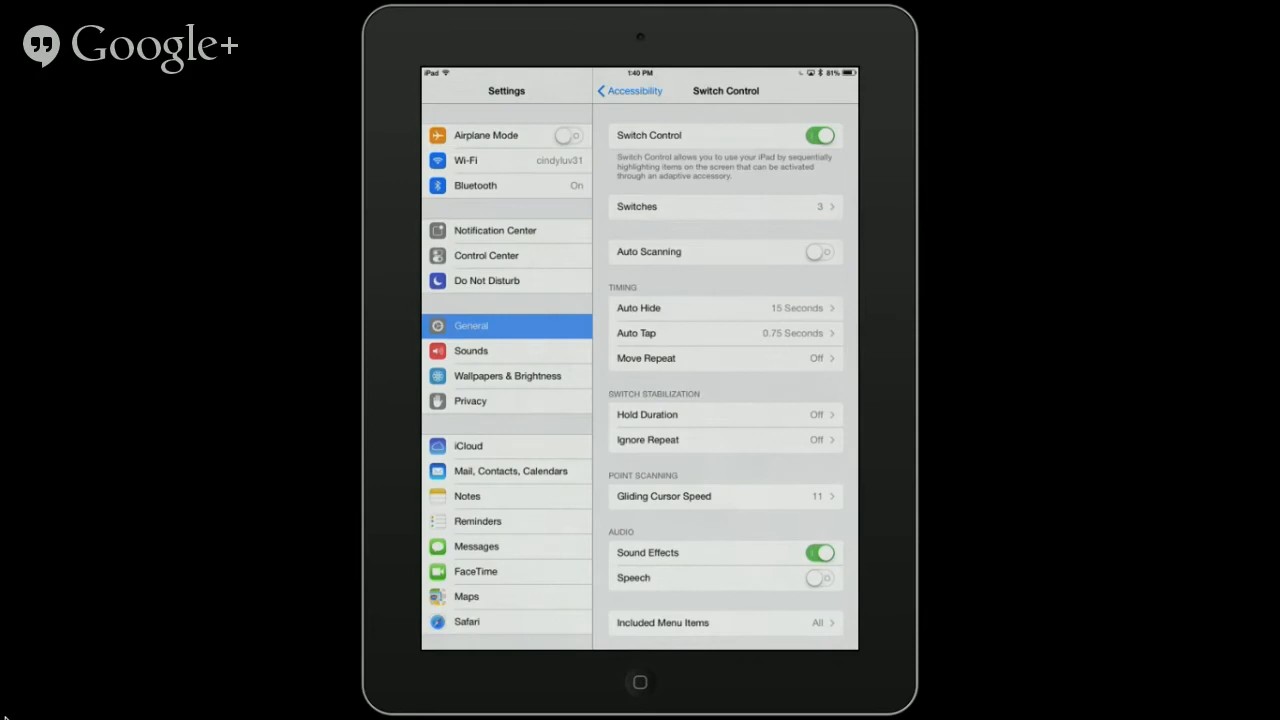 Google+
iPad 1:40 PM 81%
Settings
Accessibility Switch Control
Airplane Mode
Wi-Fi cindyluv31
Bluetooth On
Notification Center
Control Center
Do Not Disturb
General
Sounds
Wallpapers & Brightness
Privacy
iCloud
Mail, Contacts, Calendars
Notes
Reminders
Messages
FaceTime
Maps
Safari
Switch Control
Switch Control allows you to use your iPad by sequentially
highlighting items on the screen that can be activated
through an adaptive accessory.
Switches 3
Auto Scanning
TIMING
Auto Hide 15 Seconds
Auto Tap 0.75 Seconds
Move Repeat Off
SWITCH STABILIZATION
Hold Duration Off
Ignore Repeat Off
POINT SCANNING
Gliding Cursor Speed 11
AUDIO
Sound Effects
Speech
Included Menu Items All